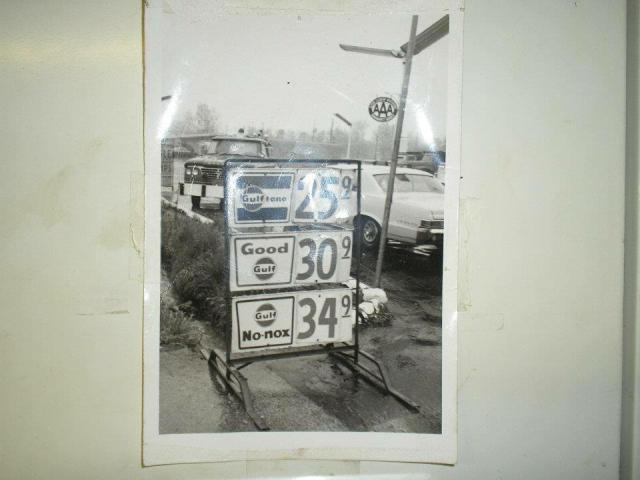 AAA
Gulftane 25 9
Good Gulf 30 9
Gulf No-nox 34 9